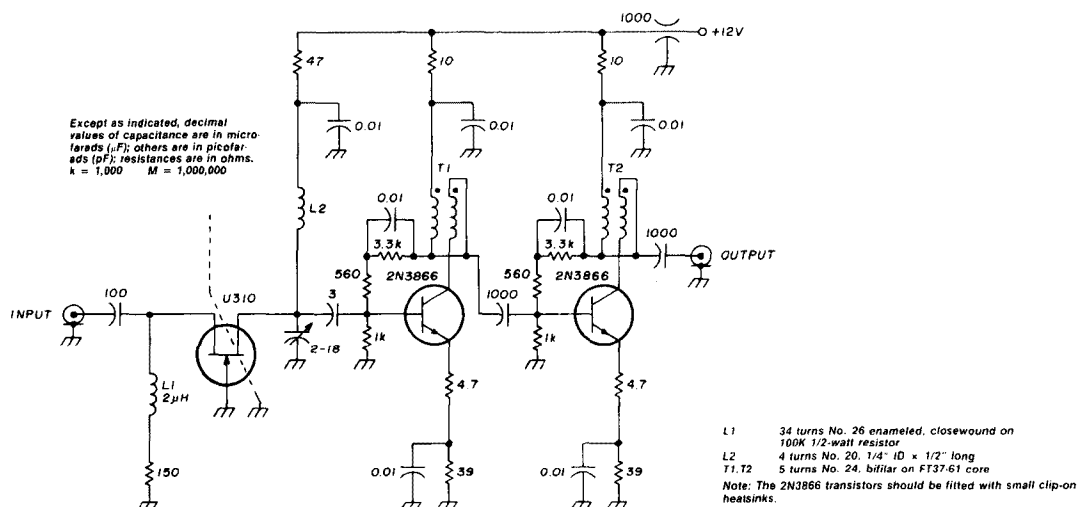 1000
+12V
47
10
10
Except as indicated, decimal
values of capacitance are in micro-
farads (μF); others are in picofar-
ads (pF); resistances are in ohms.
k = 1,000 M = 1,000,000
0.01
0.01
0.01
T1
T2
L2
0.01
0.01
3.3k
3.3k
1000
OUTPUT
560
2N3866
560
2N3866
100
U310
3
1000
INPUT
2-18
1k
1k
L1
2μH
4.7
4.7
150
0.01
39
0.01
39
L1 34 turns No. 26 enameled, closewound on
100K 1/2-watt resistor
L2 4 turns No. 20, 1/4" ID × 1/2" long
T1,T2 5 turns No. 24, bifilar on FT37-61 core
Note: The 2N3866 transistors should be fitted with small clip-on
heatsinks.